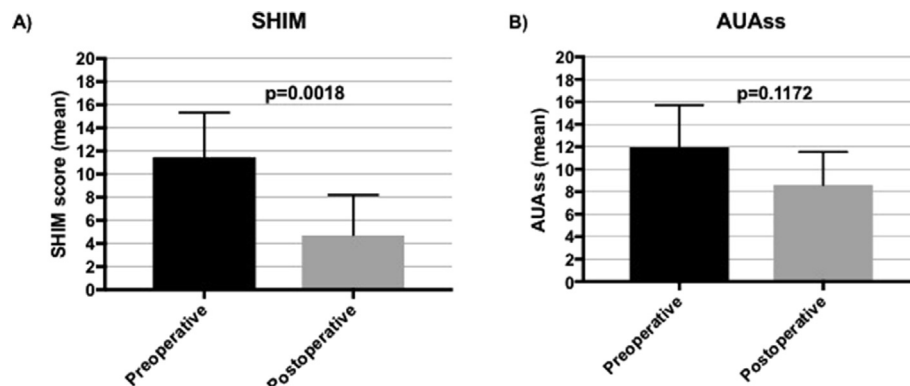 A)
SHIM
SHIM score (mean)
20
18
16
14
12
10
8
6
4
2
0
p=0.0018
Preoperative
Postoperative
B)
AUAss
AUAss (mean)
20
18
16
14
12
10
8
6
4
2
0
p=0.1172
Preoperative
Postoperative